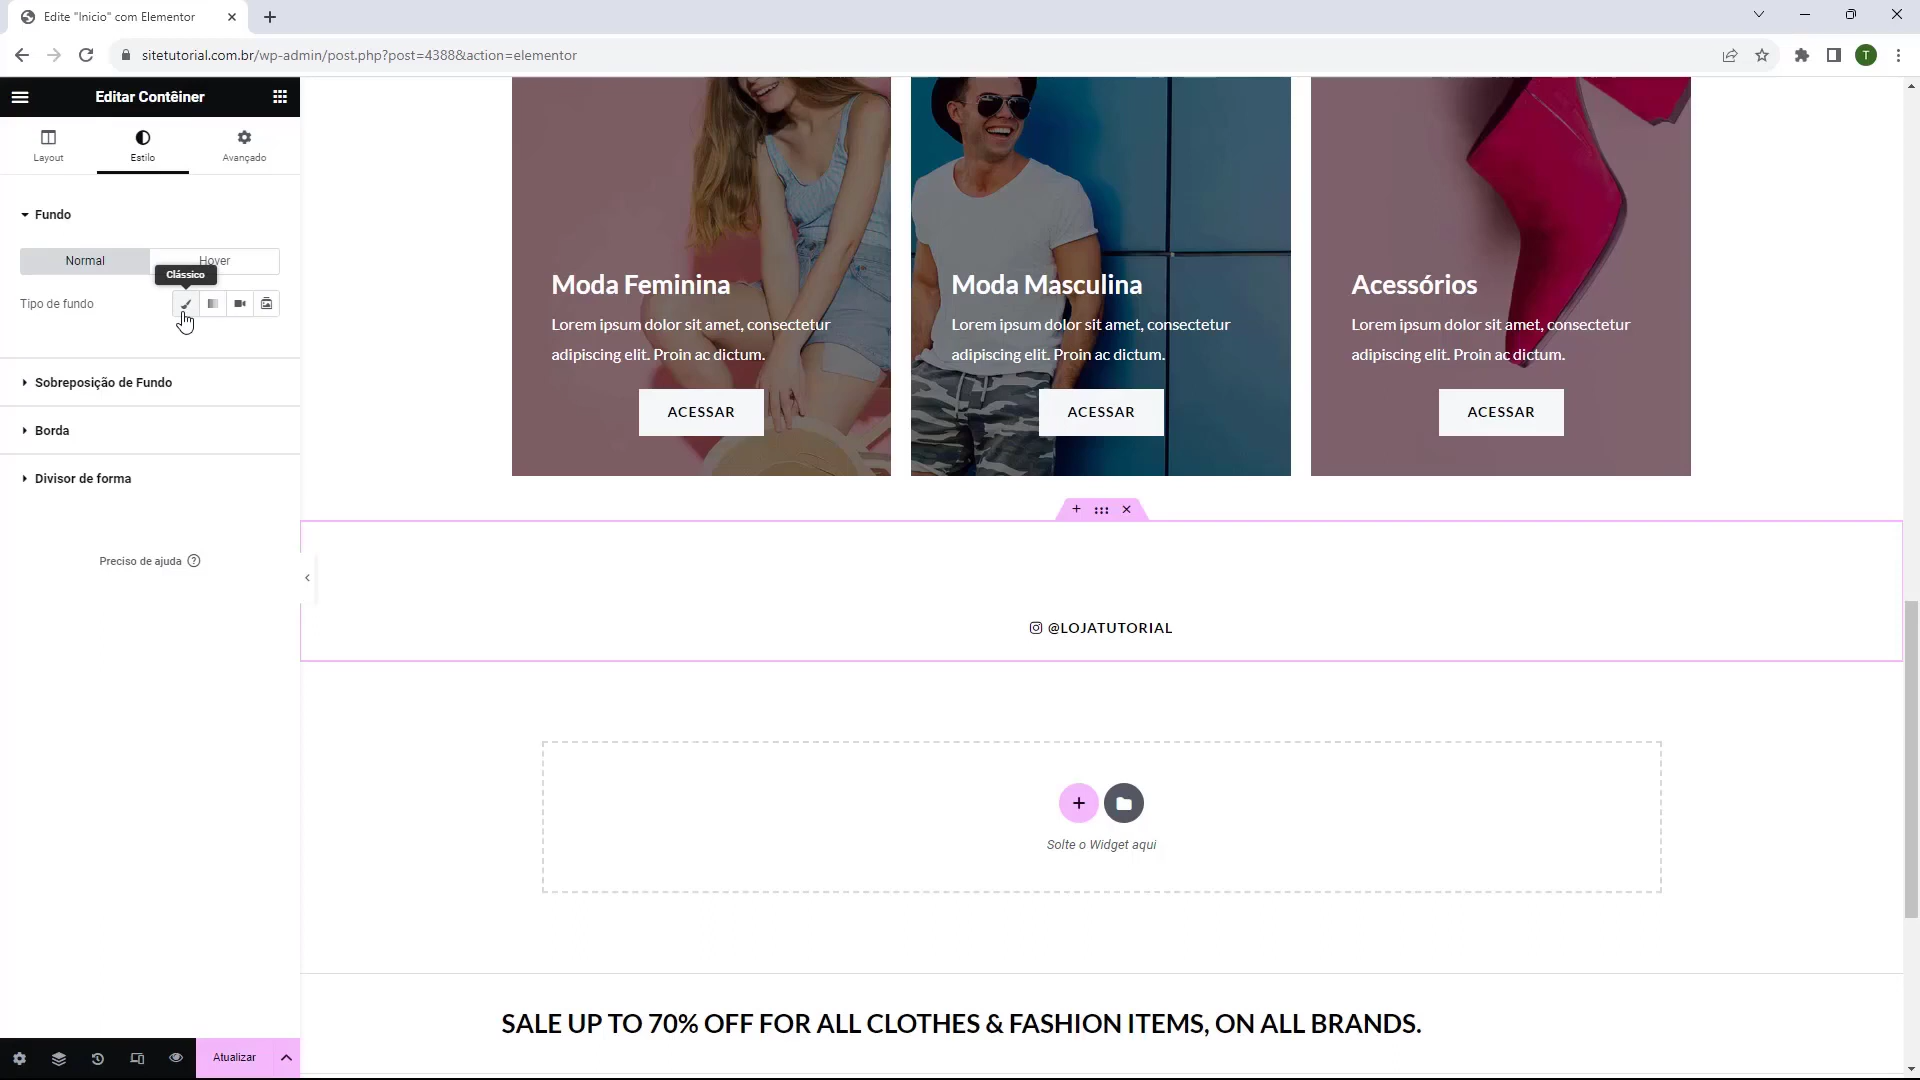 Edite "Inicio" com Elementor
sitetutorial.com.br/wp-admin/post.php?post=4388&action=elementor
T
Editar Contêiner
Layout
Estilo
Avançado
Fundo
Normal
Hover
Clássico
Tipo de fundo
Sobreposição de Fundo
Borda
Divisor de forma
Preciso de ajuda
Atualizar
Moda Feminina
Lorem ipsum dolor sit amet, consectetur
adipiscing elit. Proin ac dictum.
ACESSAR
Moda Masculina
Lorem ipsum dolor sit amet, consectetur
adipiscing elit. Proin ac dictum.
ACESSAR
Acessórios
Lorem ipsum dolor sit amet, consectetur
adipiscing elit. Proin ac dictum.
ACESSAR
@LOJATUTORIAL
Solte o Widget aqui
SALE UP TO 70% OFF FOR ALL CLOTHES & FASHION ITEMS, ON ALL BRANDS.